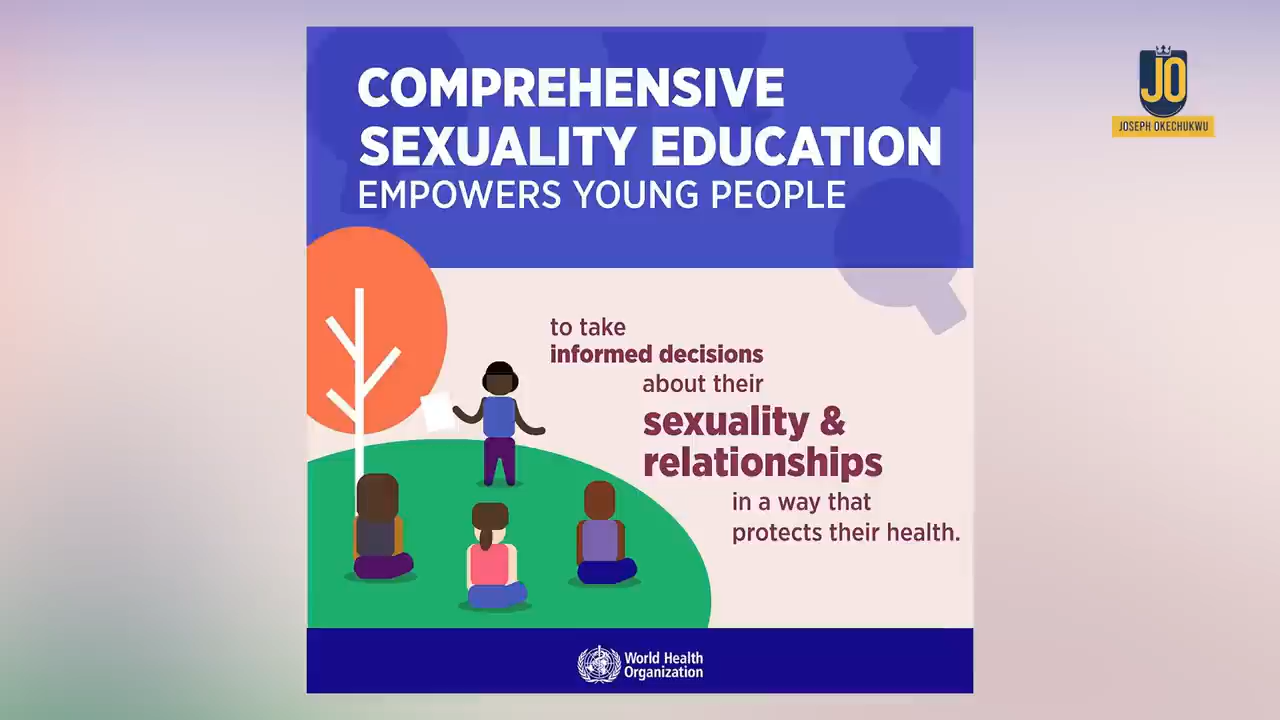 COMPREHENSIVE
SEXUALITY EDUCATION
EMPOWERS YOUNG PEOPLE
to take
informed decisions
about their
sexuality &
relationships
in a way that
protects their health.
World Health
Organization
JO
JOSEPH OKECHUKWU